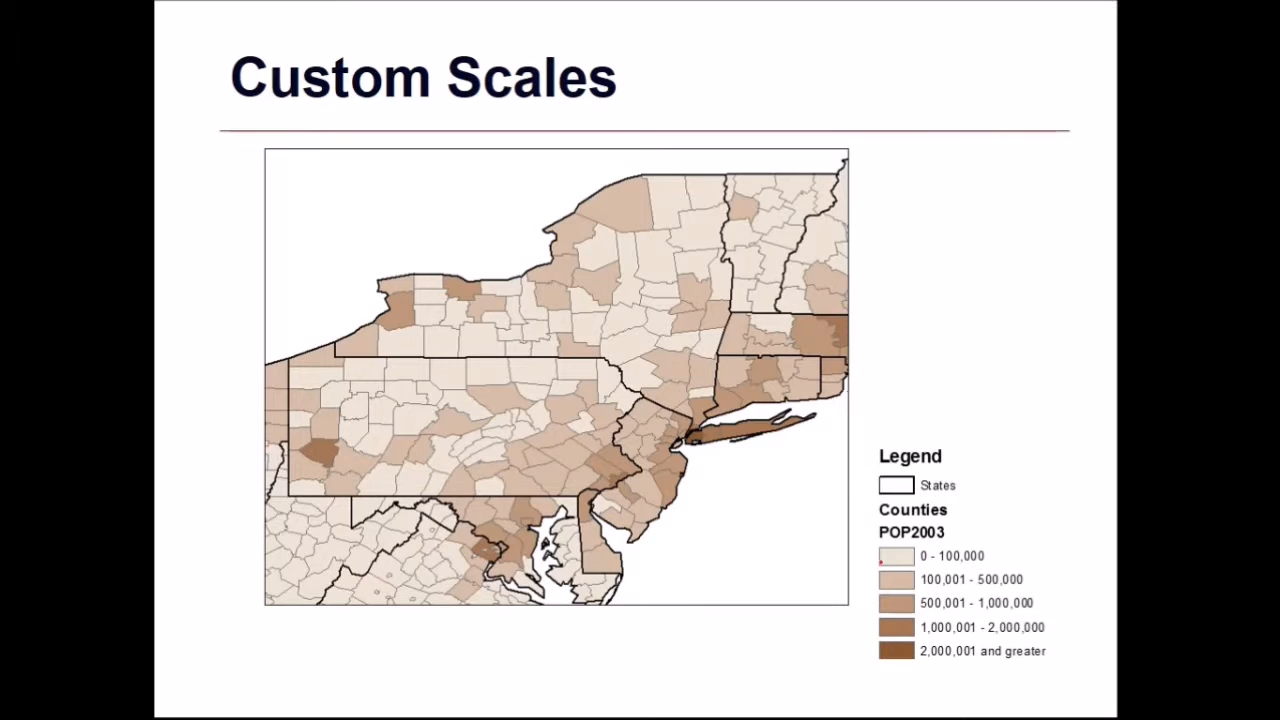 Custom Scales
Legend
States
Counties
POP2003
0 - 100,000
100,001 - 500,000
500,001 - 1,000,000
1,000,001 - 2,000,000
2,000,001 and greater